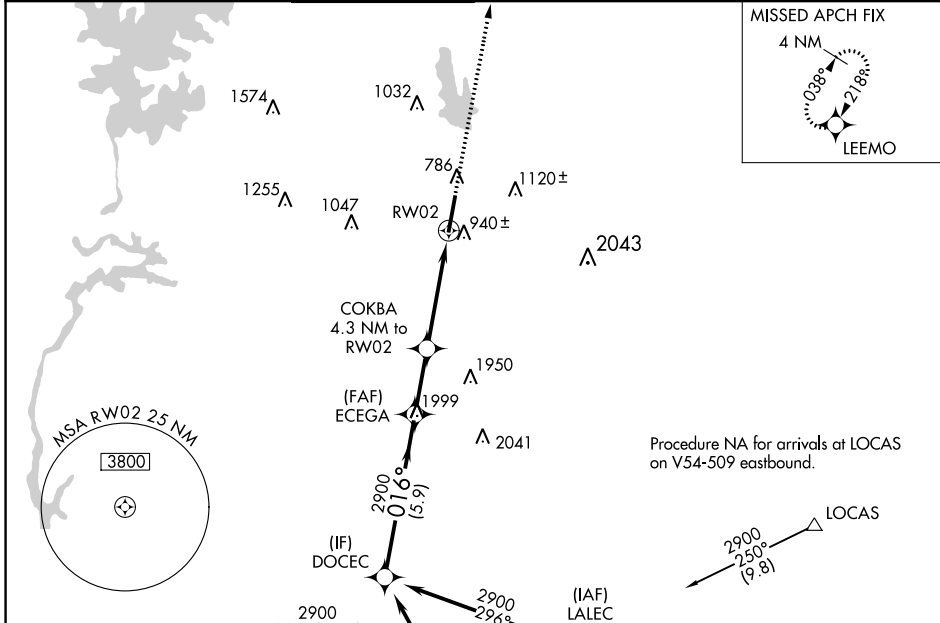 MISSED APCH FIX
4 NM
038°
218°
LEEMO
1574
1032
786
1120±
1255
1047
RW02
940±
2043
COKBA
4.3 NM to
RW02
1950
(FAF)
ECEGA
1999
2041
MSA RW02 25 NM
3800
Procedure NA for arrivals at LOCAS
on V54-509 eastbound.
2900
016°
(5.9)
LOCAS
2900
250°
(9.8)
(IF)
DOCEC
2900
296°
(IAF)
LALEC
2900